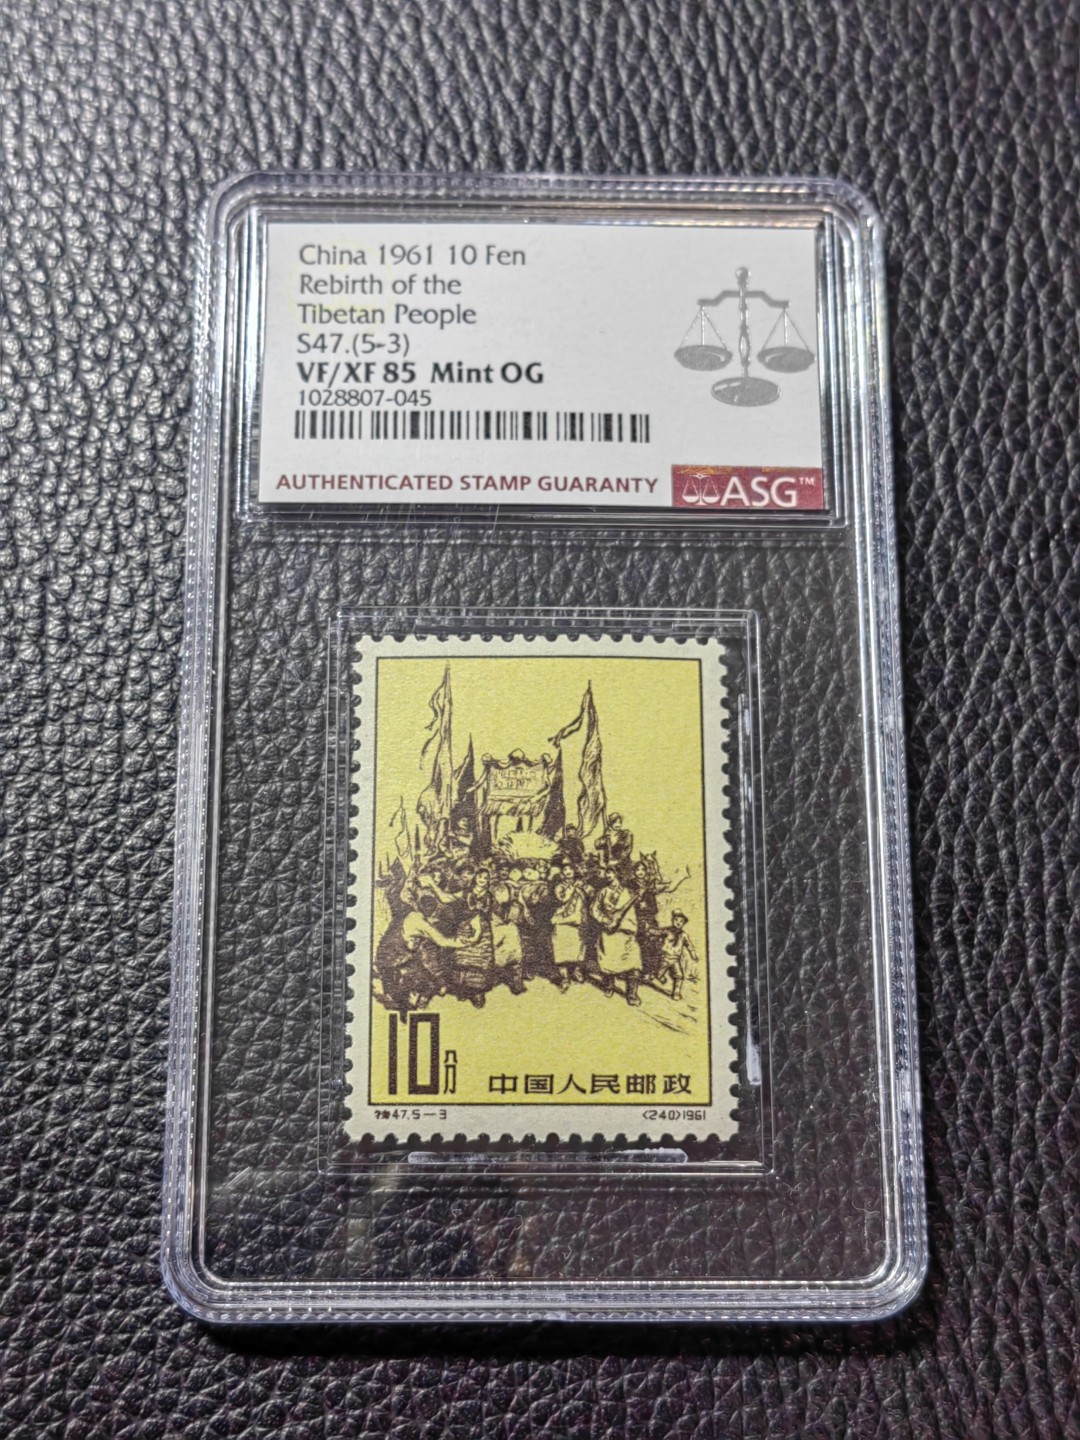 China 1961 10 Fen
Rebirth of the
Tibetan People
S47.(5-3)
VF/XF 85 Mint OG
1028807-045
AUTHENTICATED STAMP GUARANTY
ASG™
10分
中国人民邮政
特47.5-3
(240)1961